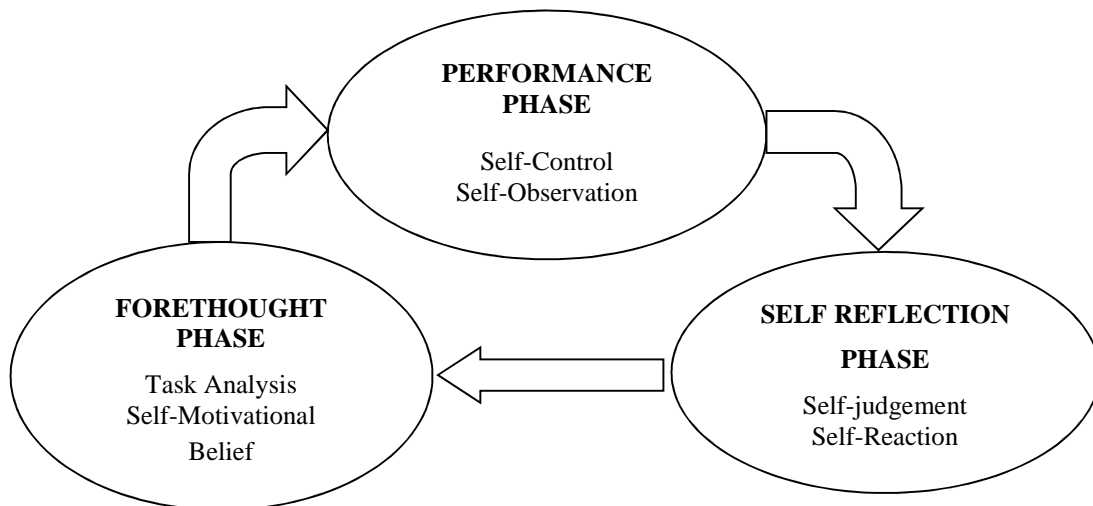 PERFORMANCE
PHASE
Self-Control
Self-Observation
FORETHOUGHT
PHASE
Task Analysis
Self-Motivational
Belief
SELF REFLECTION
PHASE
Self-judgement
Self-Reaction